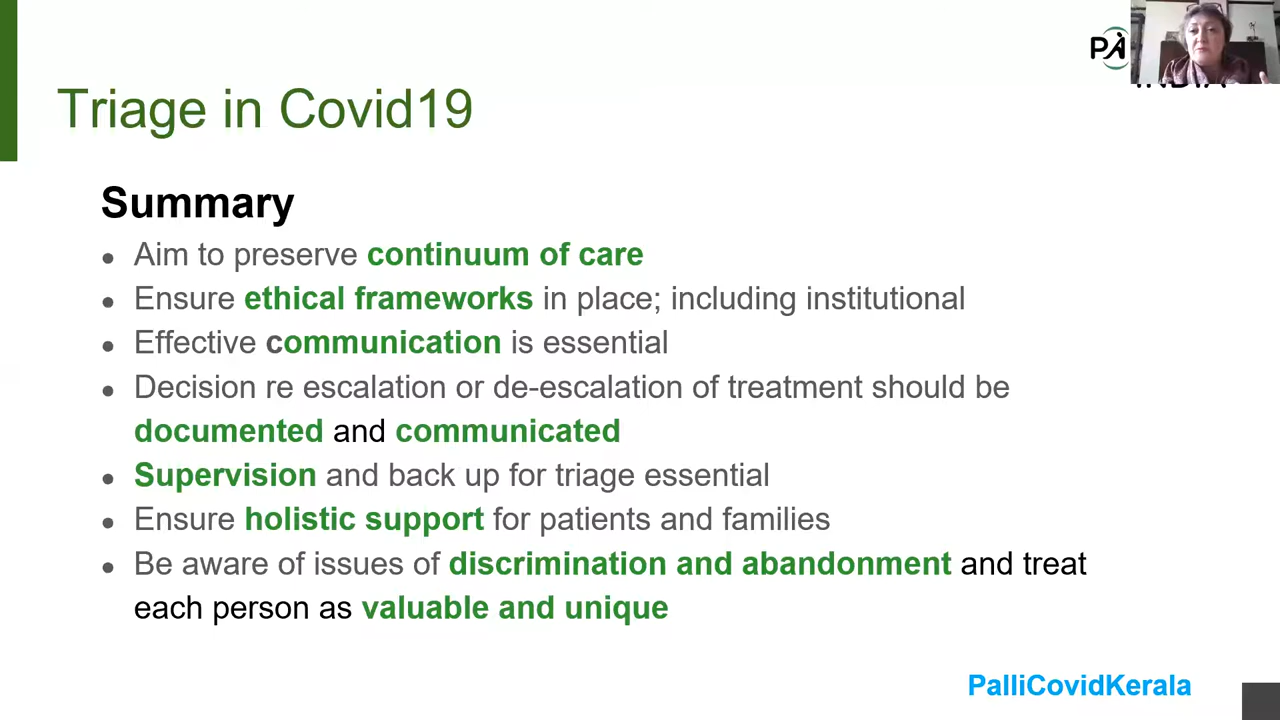 PA
INDIA
Triage in Covid19
Summary
● Aim to preserve continuum of care
● Ensure ethical frameworks in place; including institutional
● Effective communication is essential
● Decision re escalation or de-escalation of treatment should be
documented and communicated
● Supervision and back up for triage essential
● Ensure holistic support for patients and families
● Be aware of issues of discrimination and abandonment and treat
each person as valuable and unique
PalliCovidKerala